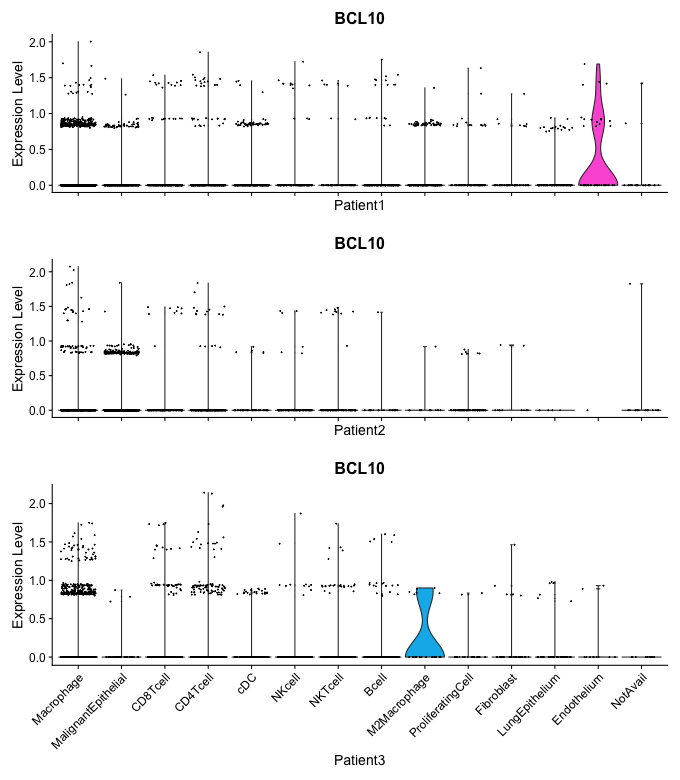 BCL10
Expression Level
2.0
1.5
1.0
0.5
0.0
Patient1
BCL10
Expression Level
2.0
1.5
1.0
0.5
0.0
Patient2
BCL10
Expression Level
2.0
1.5
1.0
0.5
0.0
Macrophage
MalignantEpithelial
CD8Tcell
CD4Tcell
cDC
NKcell
NKTcell
Bcell
M2Macrophage
ProliferatingCell
Fibroblast
LungEpithelium
Endothelium
NotAvail
Patient3